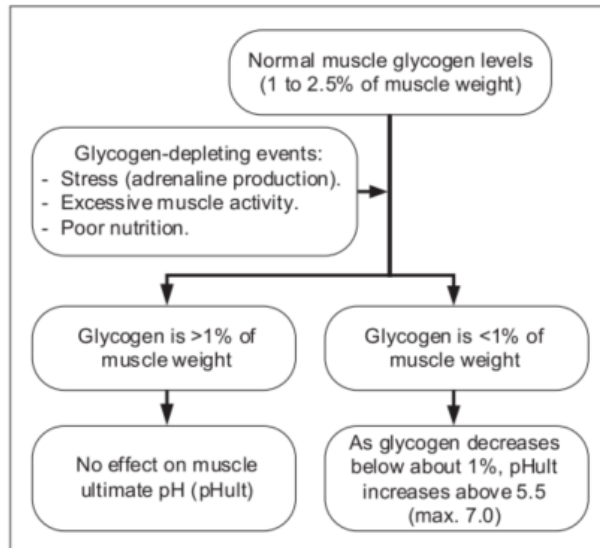 Normal muscle glycogen levels
(1 to 2.5% of muscle weight)
Glycogen-depleting events:
- Stress (adrenaline production).
- Excessive muscle activity.
- Poor nutrition.
Glycogen is >1% of
muscle weight
Glycogen is <1% of
muscle weight
No effect on muscle
ultimate pH (pHult)
As glycogen decreases
below about 1%, pHult
increases above 5.5
(max. 7.0)